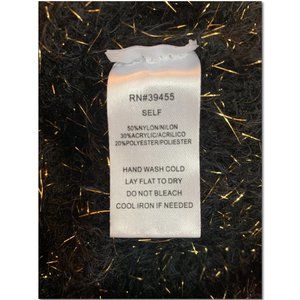 RN#39455
SELF
50%NYLON/NILON
30%ACRYLIC/ACRILICO
20%POLYESTER/POLIESTER
HAND WASH COLD
LAY FLAT TO DRY
DO NOT BLEACH
COOL IRON IF NEEDED